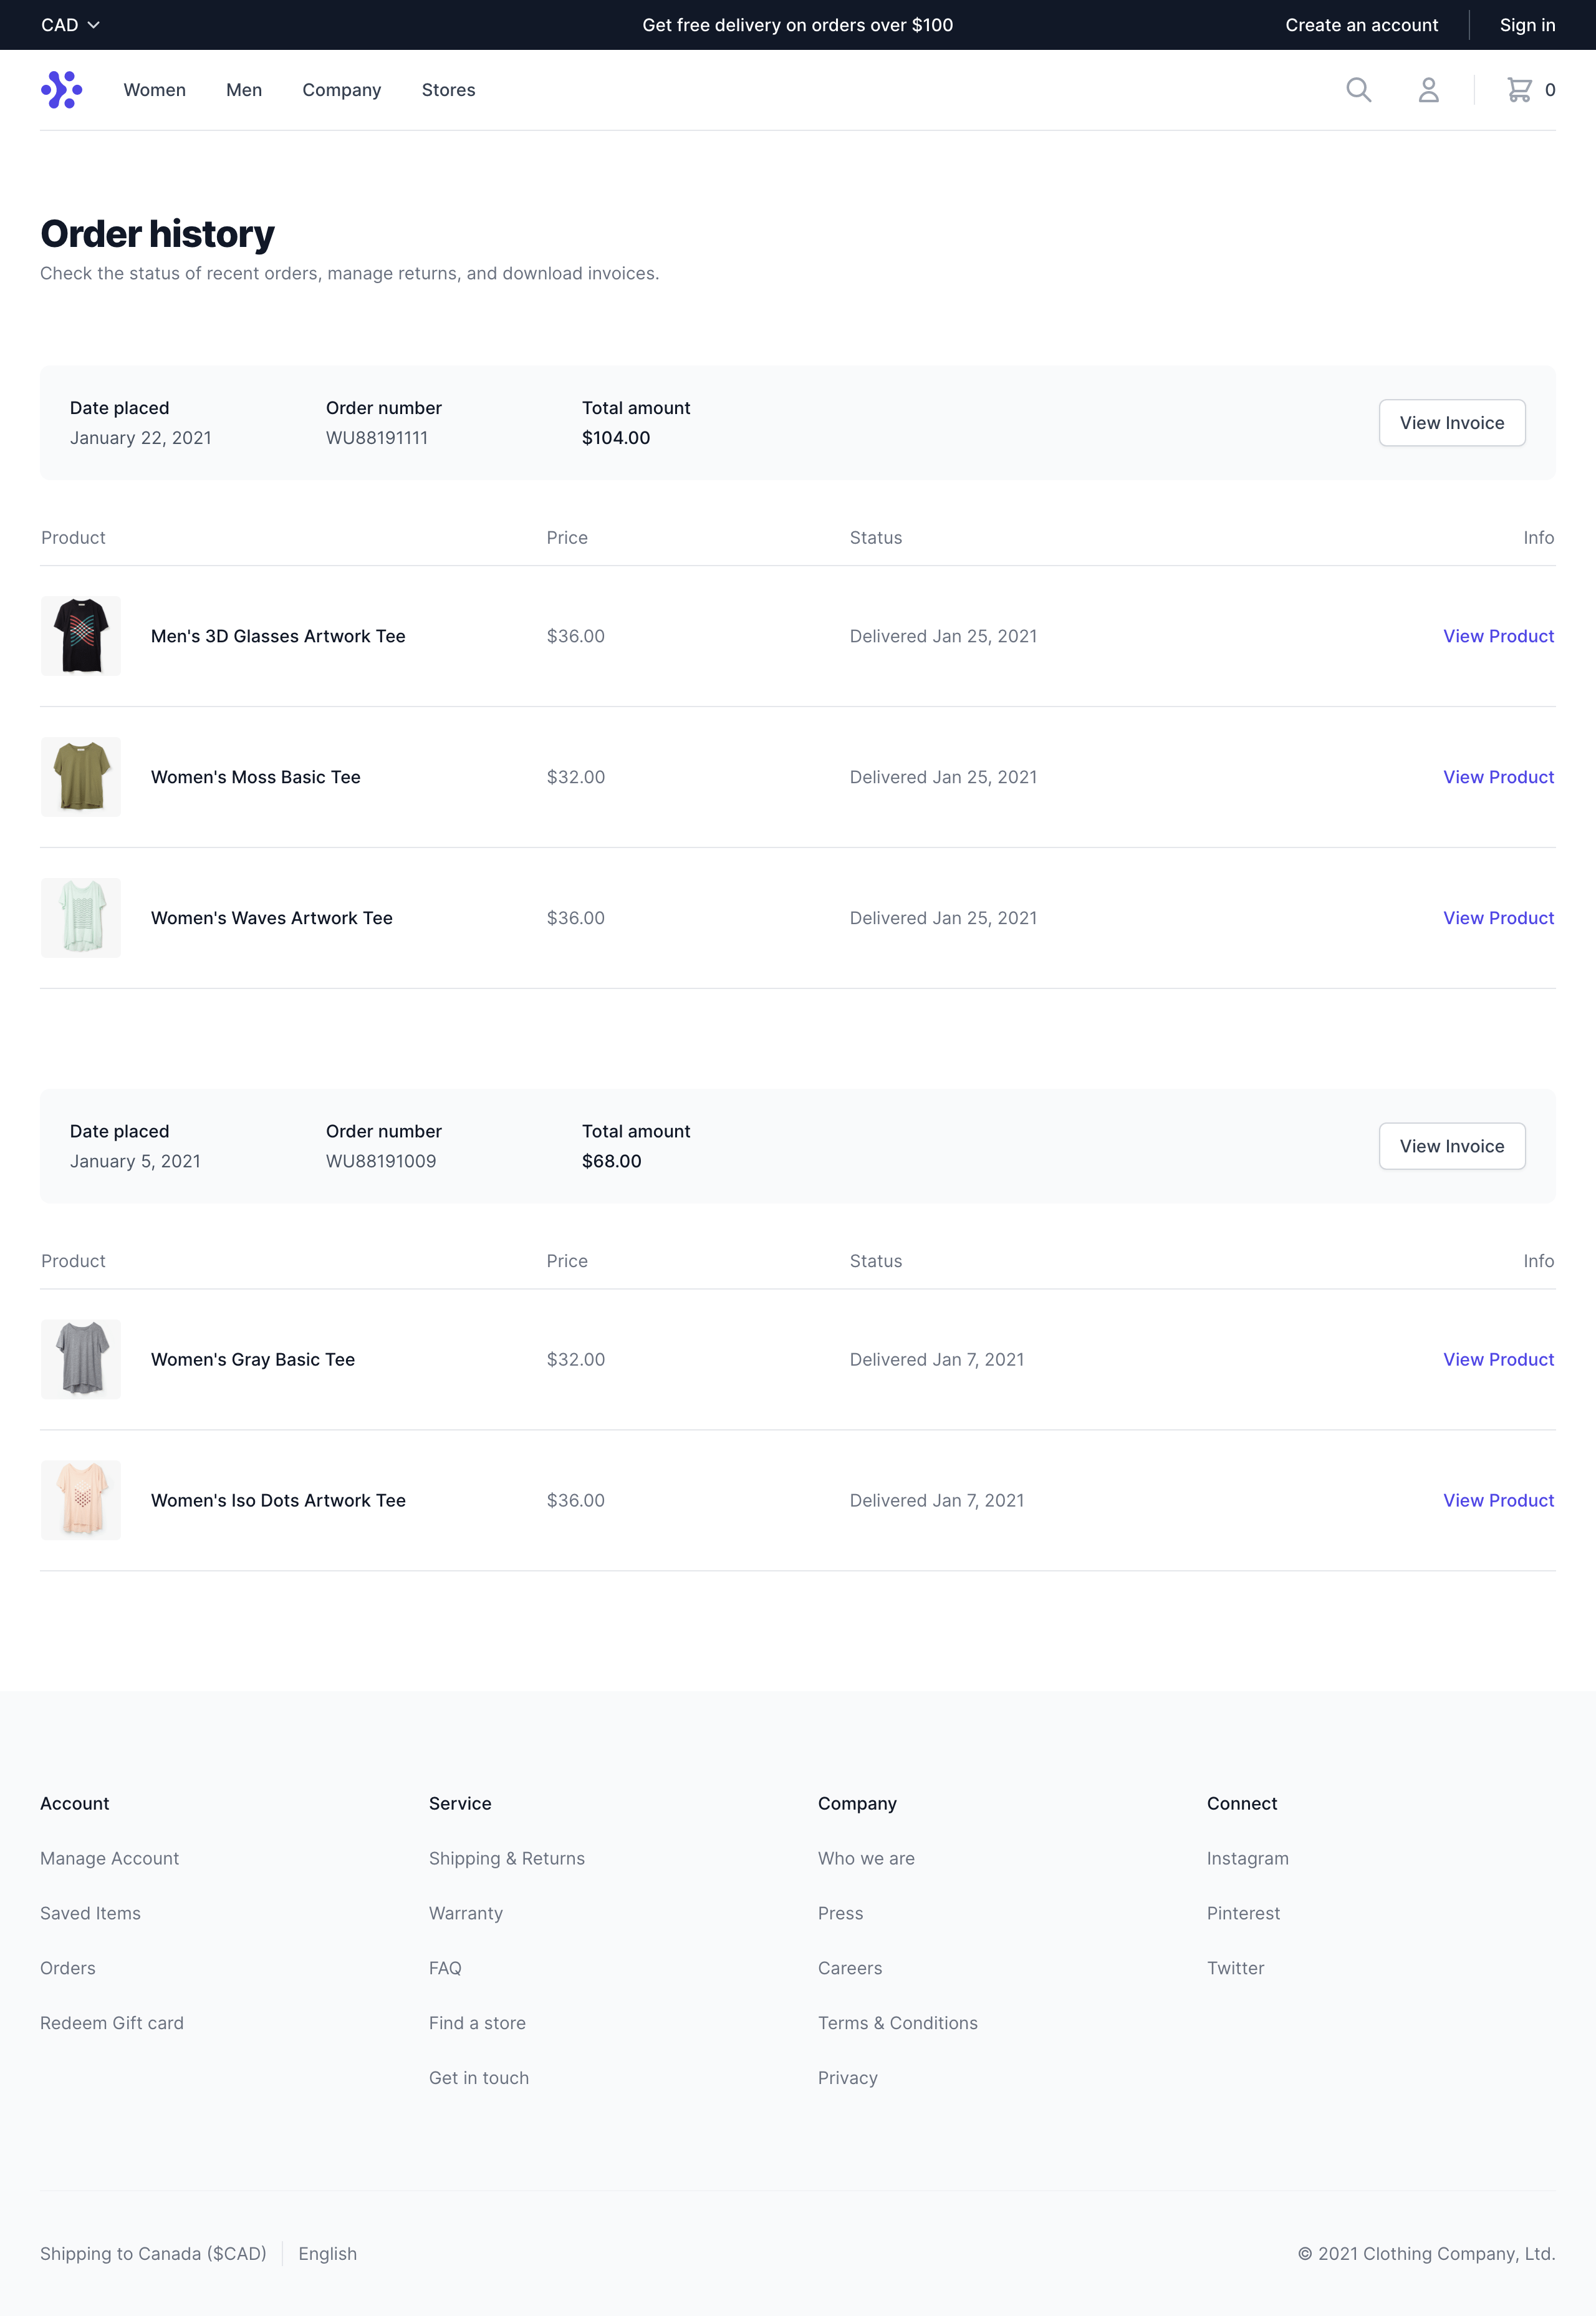 CAD
Get free delivery on orders over $100
Create an account
Sign in
Women
Men
Company
Stores
0
Order history
Check the status of recent orders, manage returns, and download invoices.
Date placed
January 22, 2021
Order number
WU88191111
Total amount
$104.00
View Invoice
Product
Price
Status
Info
Men's 3D Glasses Artwork Tee
$36.00
Delivered Jan 25, 2021
View Product
Women's Moss Basic Tee
$32.00
Delivered Jan 25, 2021
View Product
Women's Waves Artwork Tee
$36.00
Delivered Jan 25, 2021
View Product
Date placed
January 5, 2021
Order number
WU88191009
Total amount
$68.00
View Invoice
Product
Price
Status
Info
Women's Gray Basic Tee
$32.00
Delivered Jan 7, 2021
View Product
Women's Iso Dots Artwork Tee
$36.00
Delivered Jan 7, 2021
View Product
Account
Manage Account
Saved Items
Orders
Redeem Gift card
Service
Shipping & Returns
Warranty
FAQ
Find a store
Get in touch
Company
Who we are
Press
Careers
Terms & Conditions
Privacy
Connect
Instagram
Pinterest
Twitter
Shipping to Canada ($CAD)
English
© 2021 Clothing Company, Ltd.